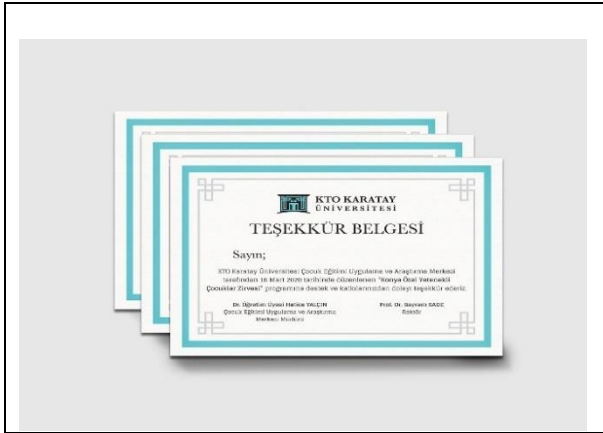 KTO KARATAY
ÜNİVERSİTESİ
TEŞEKKÜR BELGESİ
Sayın;
KTO Karatay Üniversitesi Çocuk Eğitimi Uygulama ve Araştırma Merkezi
tarafından 16 Mart 2020 tarihinde düzenlenen "Konya Özel Yetenekli
Çocuklar Zirvesi" programına destek ve katkılarınızdan dolayı teşekkür ederiz.
Dr. Öğretim Üyesi Hatice YALÇIN
Çocuk Eğitimi Uygulama ve Araştırma
Merkezi Müdürü
Prof. Dr. Bayram SADE
Rektör